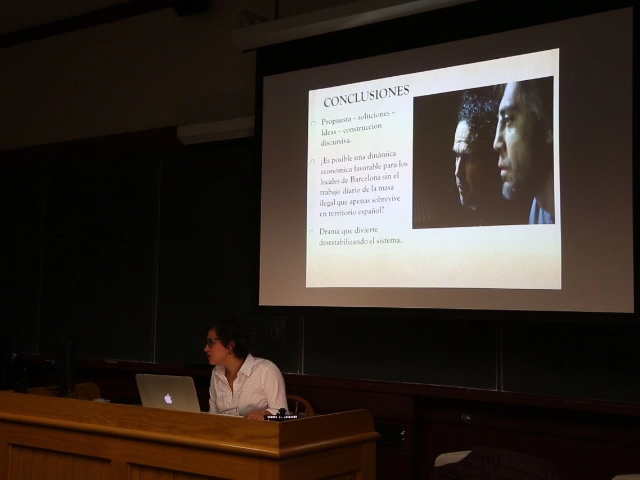 CONCLUSIONES
Propuesta - soluciones -
Ideas - construcción
discursiva.
¿Es posible una dinámica
económica favorable para los
locales de Barcelona sin el
trabajo diario de la masa
ilegal que apenas sobrevive
en territorio español?
Drama que divierte
desestabilizando el sistema.